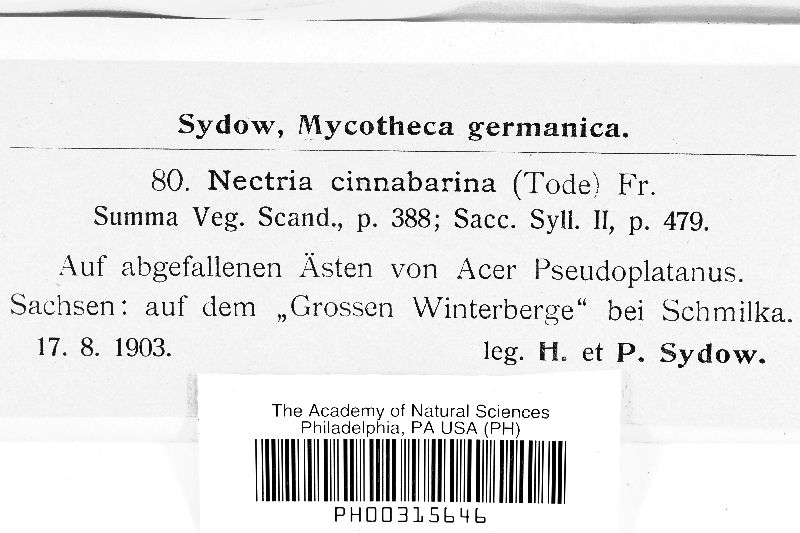 Sydow, Mycotheca germanica.
80. Nectria cinnabarina (Tode) Fr.
Summa Veg. Scand., p. 388; Sacc. Syll. II, p. 479.
Auf abgefallenen Ästen von Acer Pseudoplatanus.
Sachsen: auf dem „Grossen Winterberge“ bei Schmilka.
17. 8. 1903. leg. H. et P. Sydow.
The Academy of Natural Sciences
Philadelphia, PA USA (PH)
PH00315646